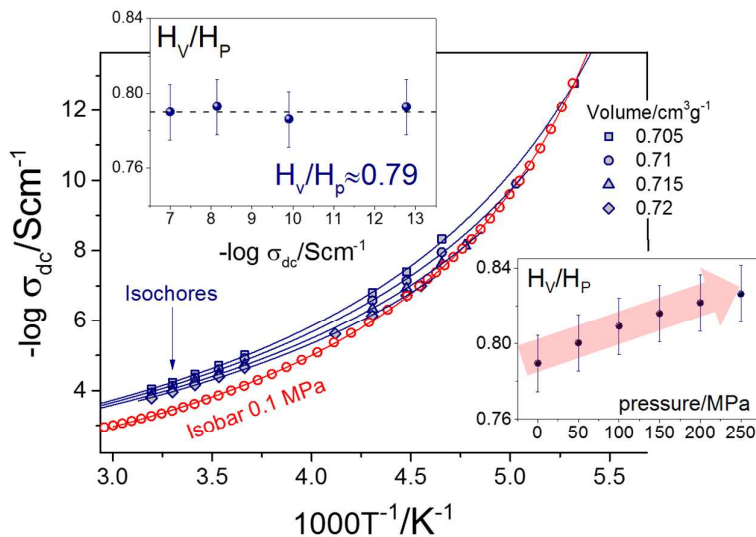 0.84
H_V/H_P
0.80
0.76
H_v/H_p≈0.79
7 8 9 10 11 12 13
-log σ_dc/Scm⁻¹
Volume/cm³g⁻¹
0.705
0.71
0.715
0.72
12
10
8
6
4
-log σ_dc/Scm⁻¹
Isochores
Isobar 0.1 MPa
0.84
H_V/H_P
0.80
0.76
pressure/MPa
0 50 100 150 200 250
3.0 3.5 4.0 4.5 5.0 5.5
1000T⁻¹/K⁻¹